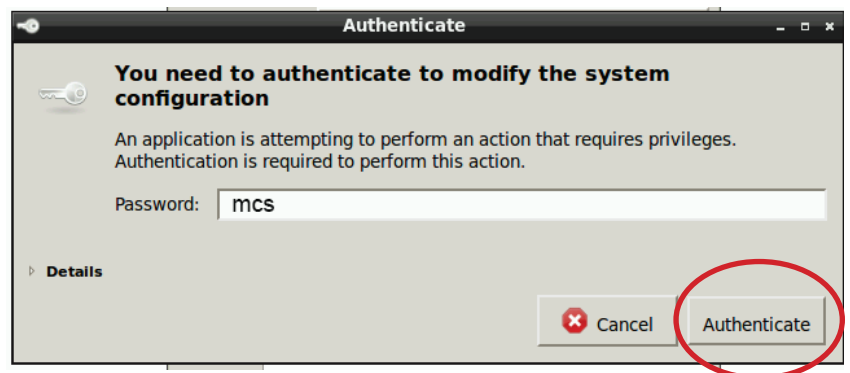 Authenticate
You need to authenticate to modify the system
configuration
An application is attempting to perform an action that requires privileges.
Authentication is required to perform this action.
Password: mcs
Details
Cancel Authenticate